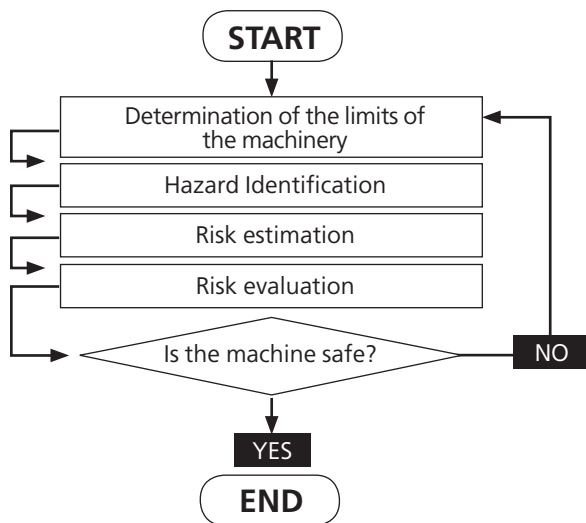 START
Determination of the limits of
the machinery
Hazard Identification
Risk estimation
Risk evaluation
Is the machine safe?
NO
YES
END